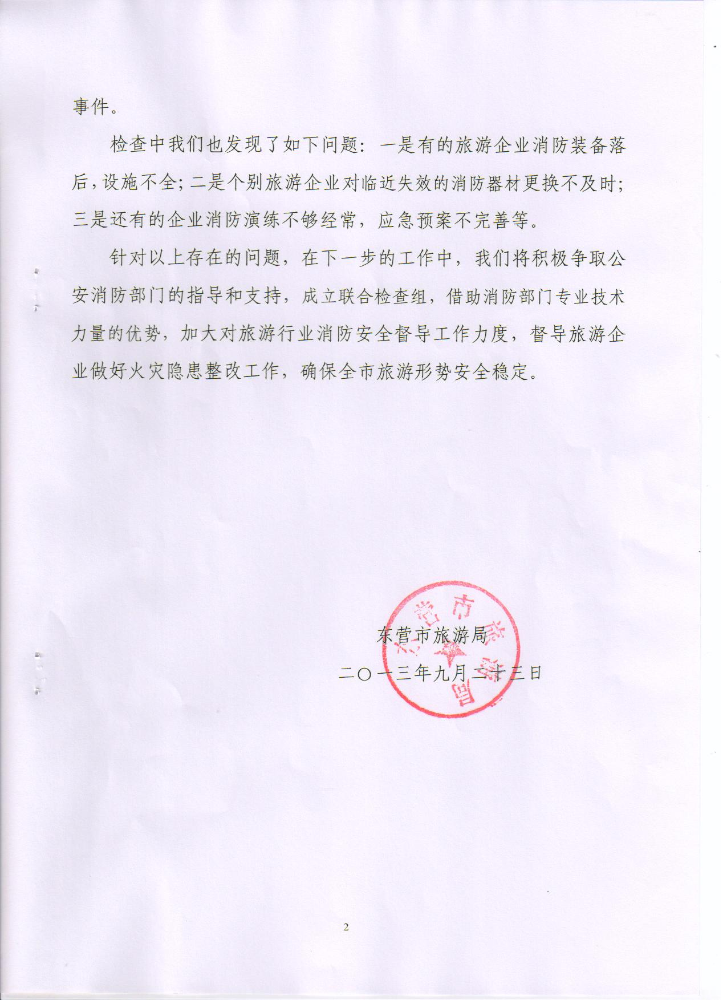 事件。
检查中我们也发现了如下问题：一是有的旅游企业消防装备落
后，设施不全；二是个别旅游企业对临近失效的消防器材更换不及时；
三是还有的企业消防演练不够经常，应急预案不完善等。
针对以上存在的问题，在下一步的工作中，我们将积极争取公
安消防部门的指导和支持，成立联合检查组，借助消防部门专业技术
力量的优势，加大对旅游行业消防安全督导工作力度，督导旅游企
业做好火灾隐患整改工作，确保全市旅游形势安全稳定。
东营市旅游局
东营市旅游局
二〇一三年九月二十三日
2